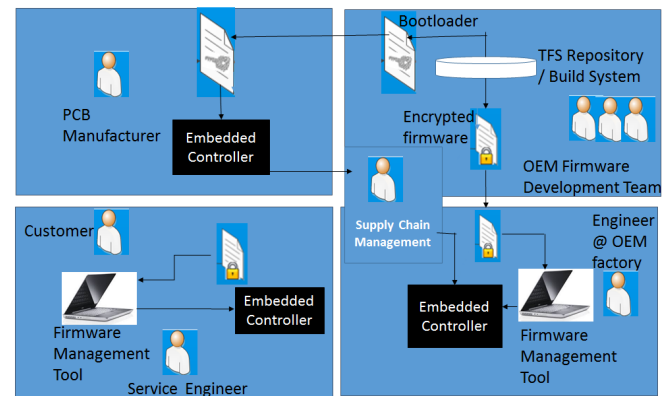 Bootloader
TFS Repository
/ Build System
PCB
Manufacturer
Embedded
Controller
Encrypted
firmware
OEM Firmware
Development Team
Supply Chain
Management
Customer
Embedded
Controller
Firmware
Management
Tool
Service Engineer
Engineer
@ OEM
factory
Embedded
Controller
Firmware
Management
Tool